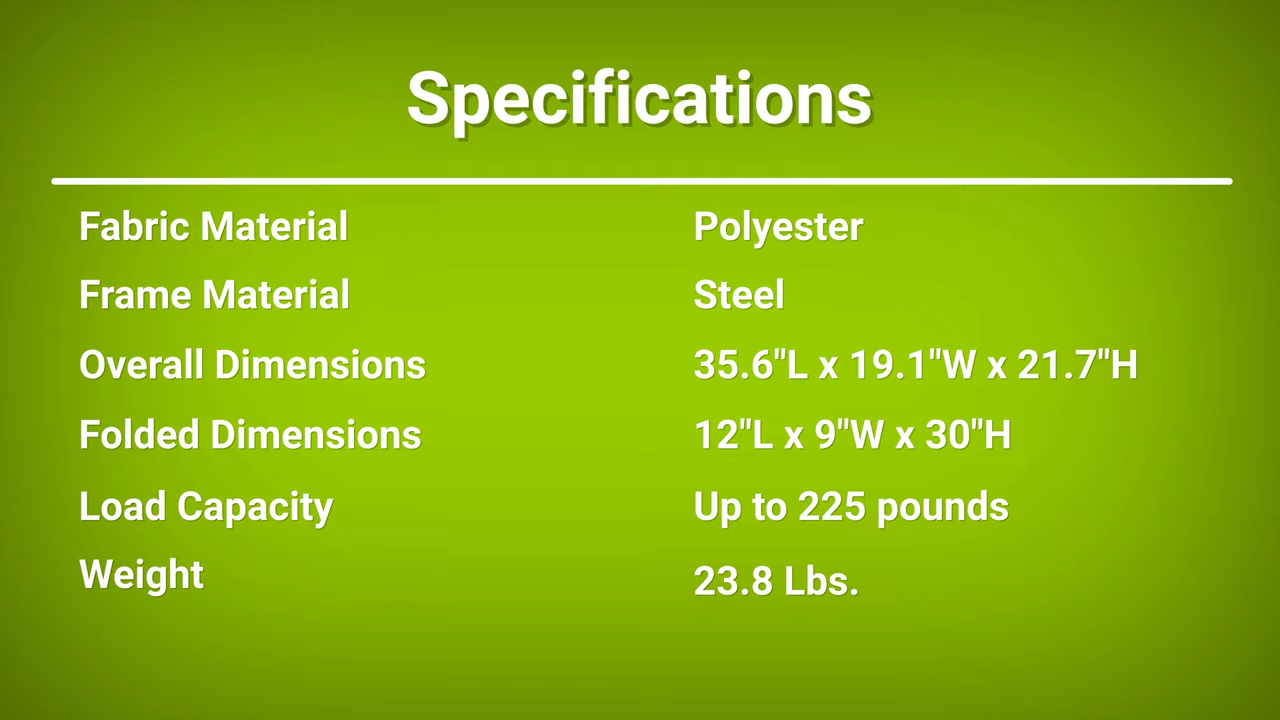 Specifications
Fabric Material Polyester
Frame Material Steel
Overall Dimensions 35.6"L x 19.1"W x 21.7"H
Folded Dimensions 12"L x 9"W x 30"H
Load Capacity Up to 225 pounds
Weight 23.8 Lbs.